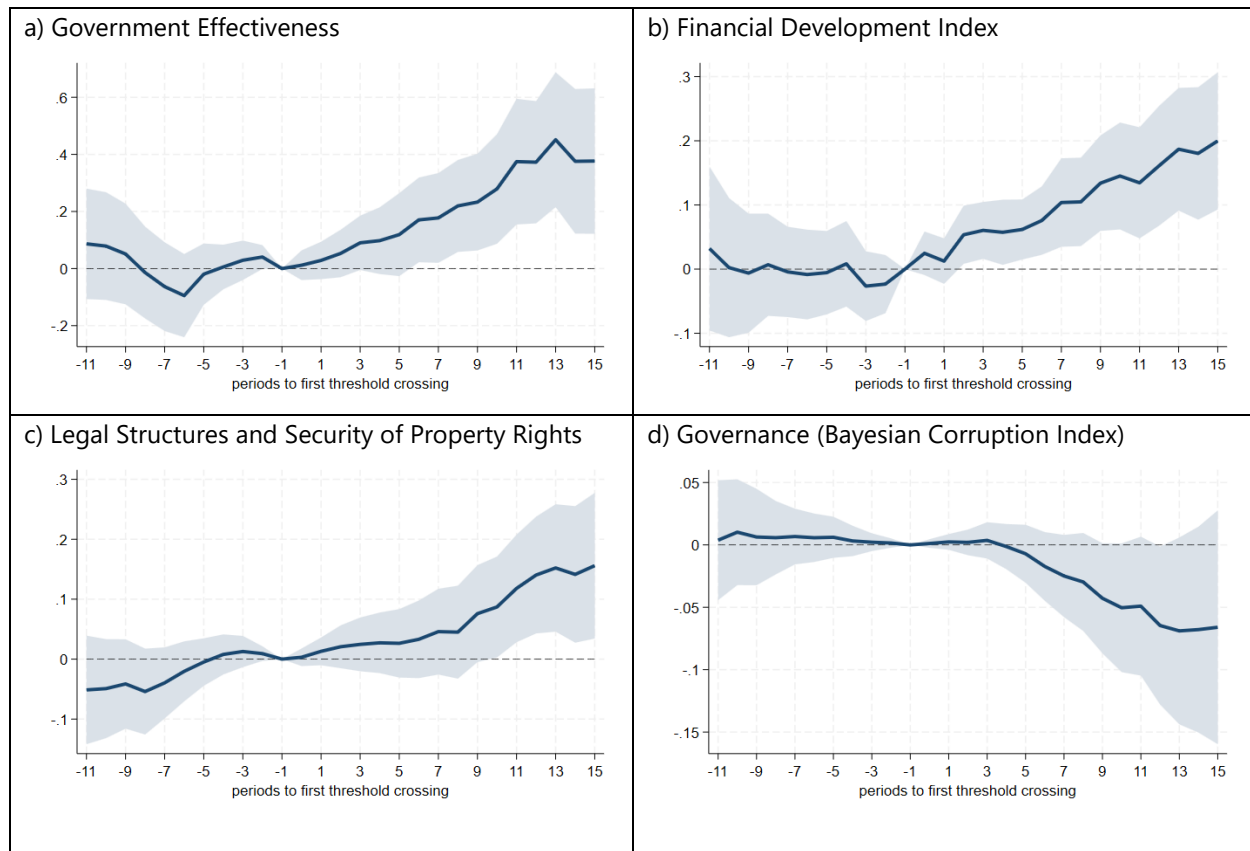 a) Government Effectiveness
.6
.4
.2
0
-.2
-11 -9 -7 -5 -3 -1 1 3 5 7 9 11 13 15
periods to first threshold crossing
b) Financial Development Index
.3
.2
.1
0
-.1
-11 -9 -7 -5 -3 -1 1 3 5 7 9 11 13 15
periods to first threshold crossing
c) Legal Structures and Security of Property Rights
.3
.2
.1
0
-.1
-11 -9 -7 -5 -3 -1 1 3 5 7 9 11 13 15
periods to first threshold crossing
d) Governance (Bayesian Corruption Index)
.05
0
-.05
-.1
-.15
-11 -9 -7 -5 -3 -1 1 3 5 7 9 11 13 15
periods to first threshold crossing